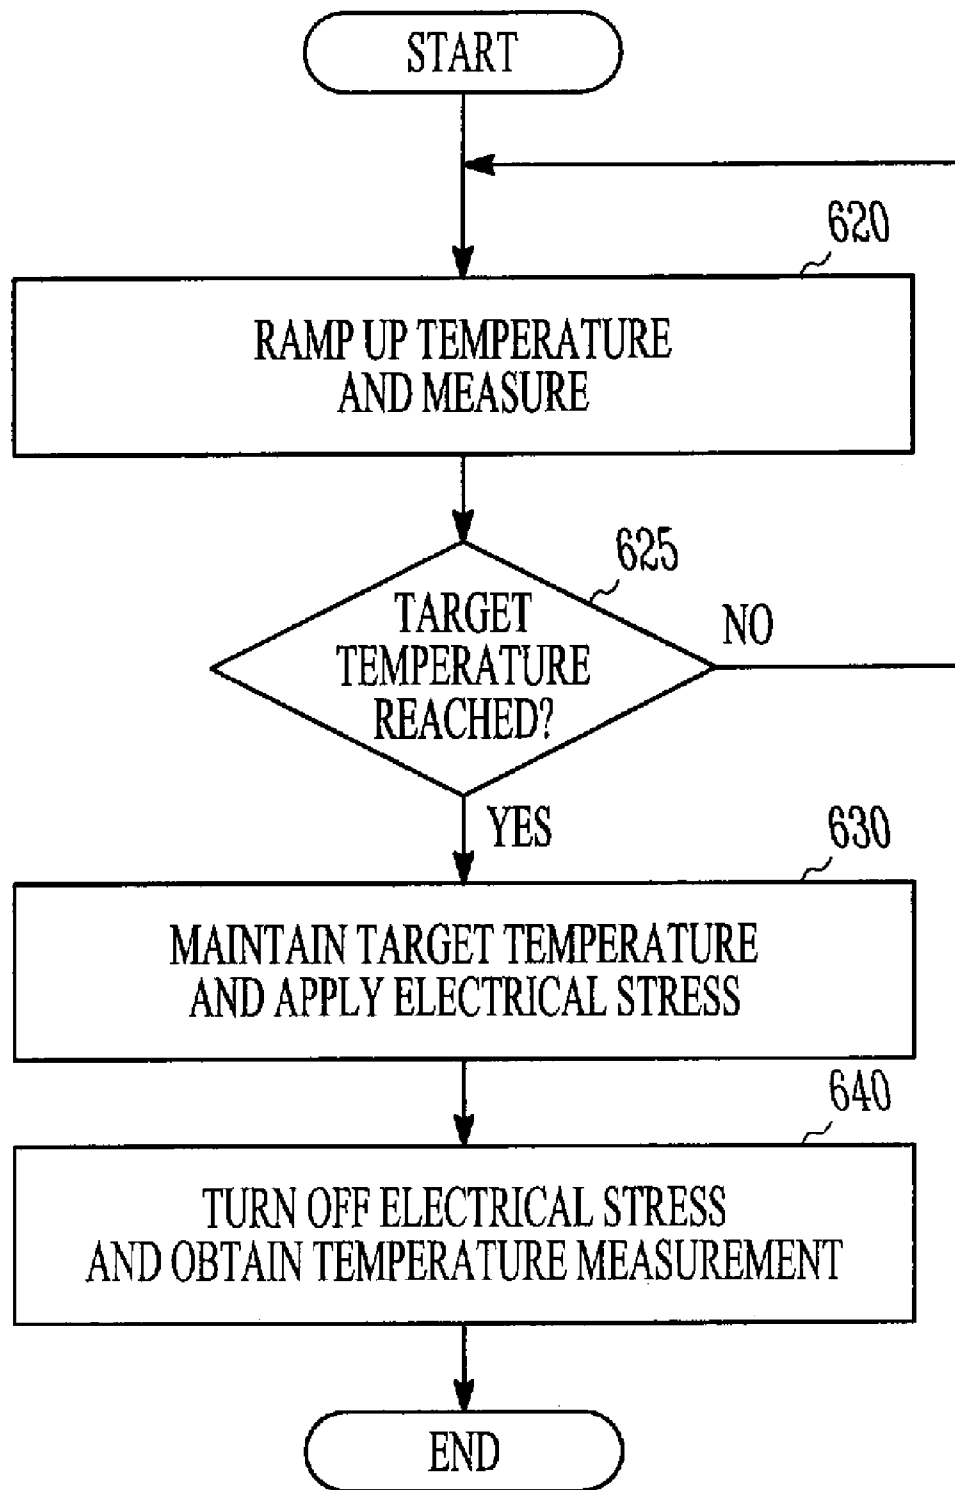 START
620
RAMP UP TEMPERATURE
AND MEASURE
625
TARGET
TEMPERATURE
REACHED?
NO
YES
630
MAINTAIN TARGET TEMPERATURE
AND APPLY ELECTRICAL STRESS
640
TURN OFF ELECTRICAL STRESS
AND OBTAIN TEMPERATURE MEASUREMENT
END